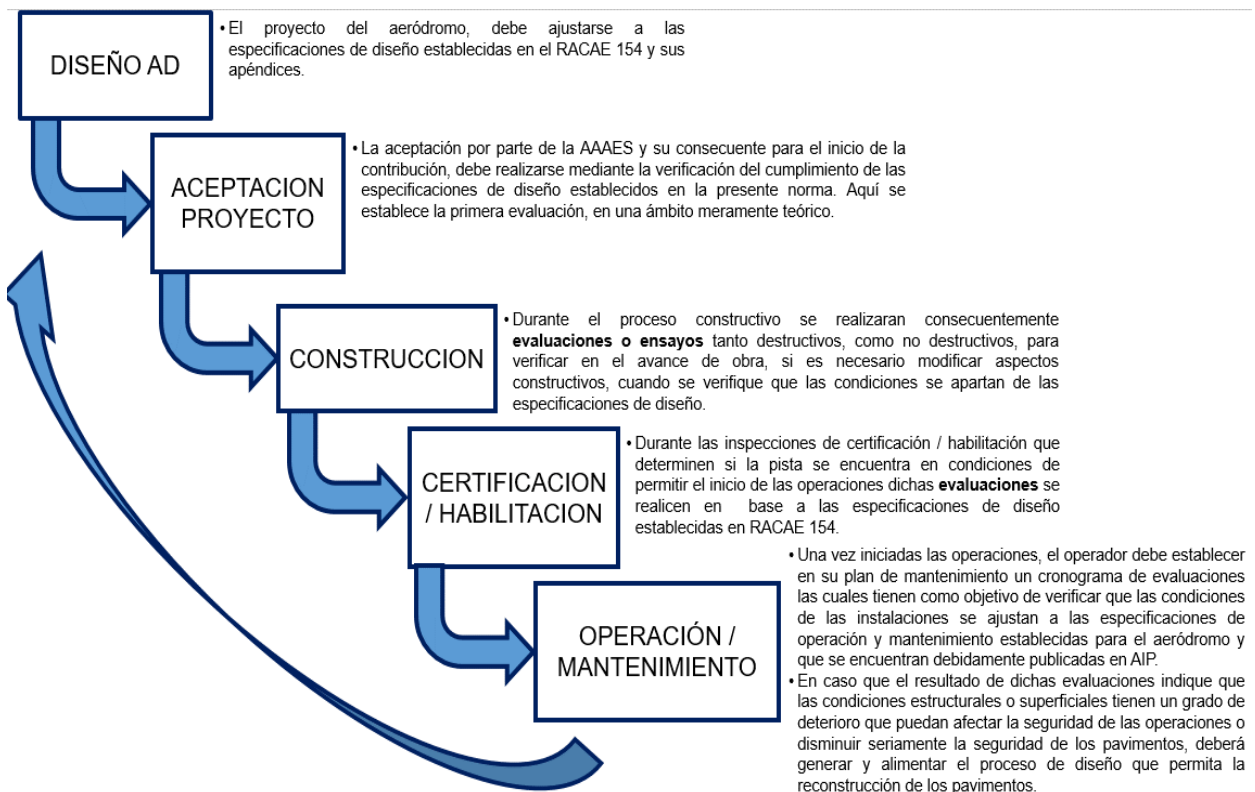 DISEÑO AD
• El proyecto del aeródromo, debe ajustarse a las
especificaciones de diseño establecidas en el RACAE 154 y sus
apéndices.
ACEPTACION
PROYECTO
• La aceptación por parte de la AAAES y su consecuente para el inicio de la
contribución, debe realizarse mediante la verificación del cumplimiento de las
especificaciones de diseño establecidos en la presente norma. Aquí se
establece la primera evaluación, en una ámbito meramente teórico.
CONSTRUCCION
• Durante el proceso constructivo se realizaran consecuentemente
evaluaciones o ensayos tanto destructivos, como no destructivos, para
verificar en el avance de obra, si es necesario modificar aspectos
constructivos, cuando se verifique que las condiciones se apartan de las
especificaciones de diseño.
CERTIFICACION
/ HABILITACION
• Durante las inspecciones de certificación / habilitación que
determinen si la pista se encuentra en condiciones de
permitir el inicio de las operaciones dichas evaluaciones se
realicen en base a las especificaciones de diseño
establecidas en RACAE 154.
OPERACIÓN /
MANTENIMIENTO
• Una vez iniciadas las operaciones, el operador debe establecer
en su plan de mantenimiento un cronograma de evaluaciones
las cuales tienen como objetivo de verificar que las condiciones
de las instalaciones se ajustan a las especificaciones de
operación y mantenimiento establecidas para el aeródromo y
que se encuentran debidamente publicadas en AIP.
• En caso que el resultado de dichas evaluaciones indique que
las condiciones estructurales o superficiales tienen un grado de
deterioro que puedan afectar la seguridad de las operaciones o
disminuir seriamente la seguridad de los pavimentos, deberá
generar y alimentar el proceso de diseño que permita la
reconstrucción de los pavimentos.